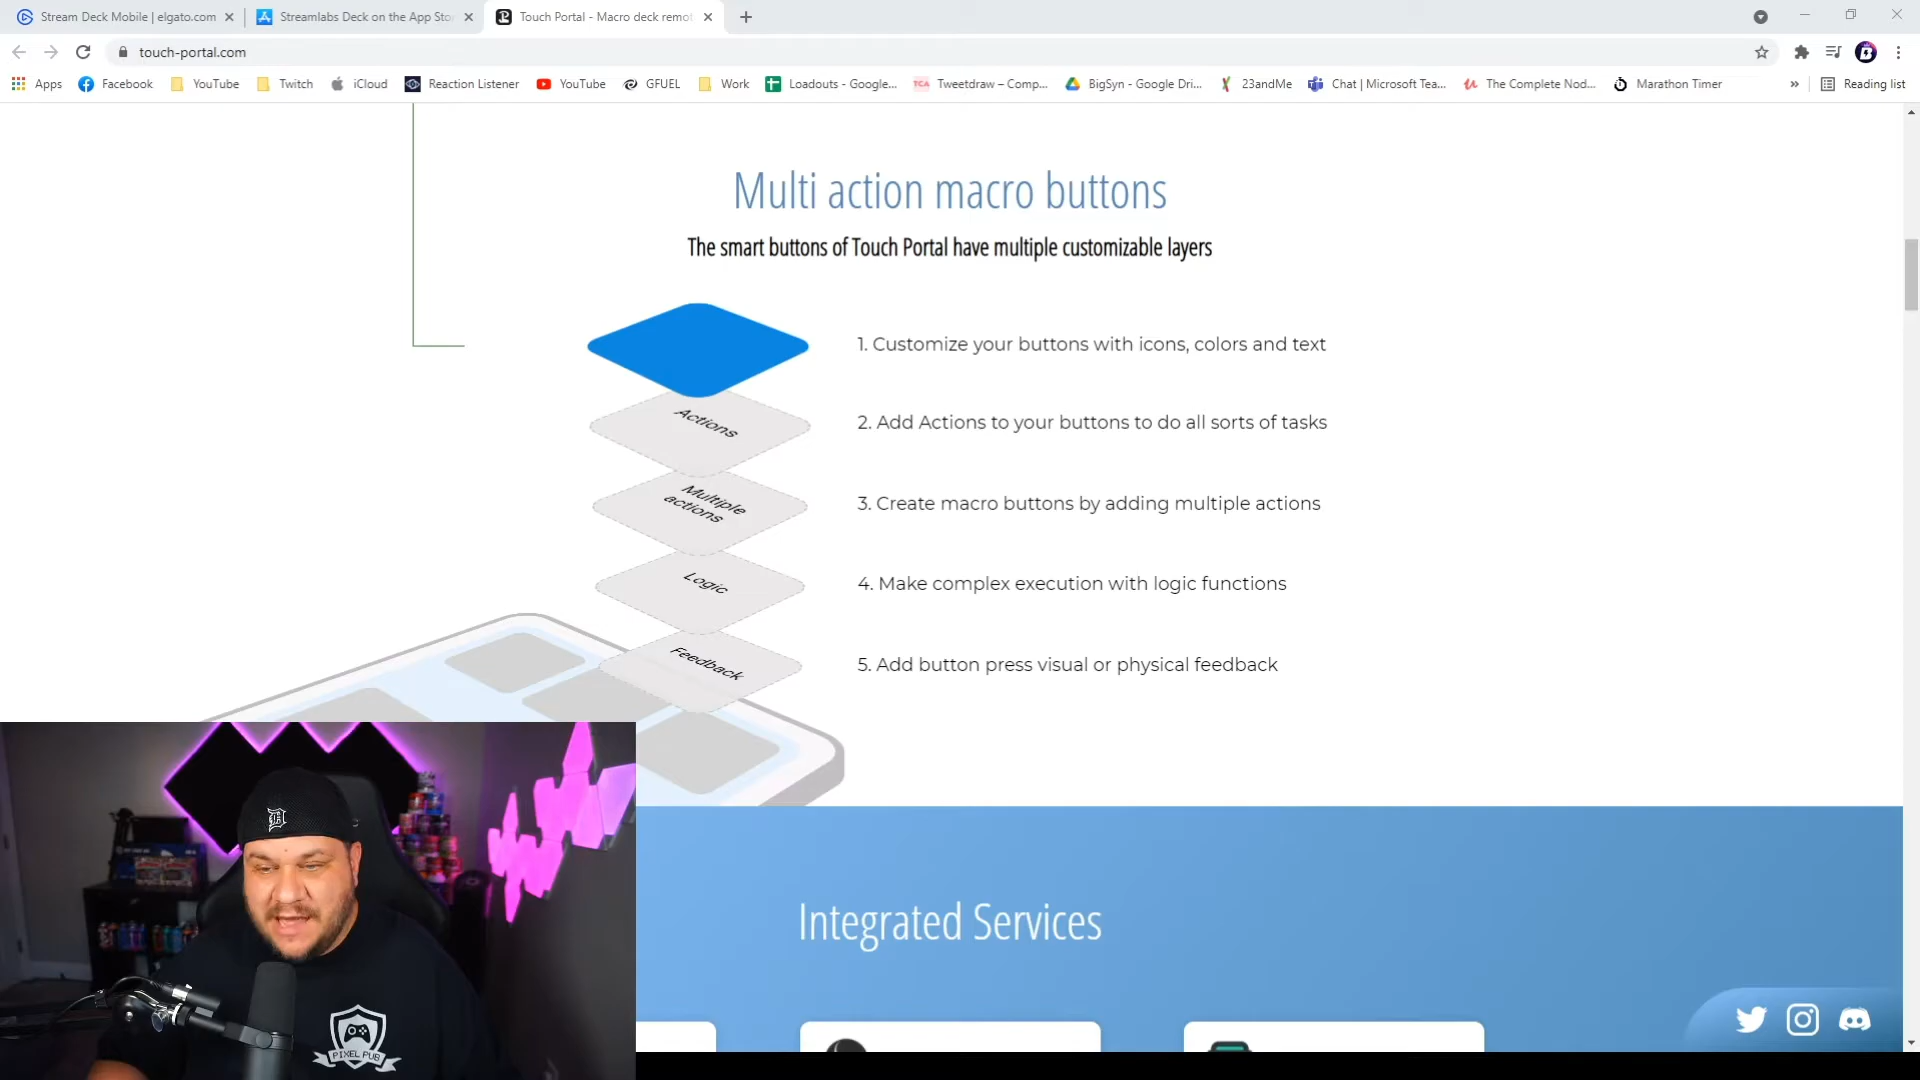 Stream Deck Mobile | elgato.com
Streamlabs Deck on the App Sto
Touch Portal - Macro deck remot
touch-portal.com
Apps
Facebook
YouTube
Twitch
iCloud
Reaction Listener
YouTube
GFUEL
Work
Loadouts - Google...
TCA
Tweetdraw – Comp...
BigSyn - Google Dri...
23andMe
Chat | Microsoft Tea...
The Complete Nod...
Marathon Timer
»
Reading list
Multi action macro buttons
The smart buttons of Touch Portal have multiple customizable layers
1. Customize your buttons with icons, colors and text
Actions
2. Add Actions to your buttons to do all sorts of tasks
Multiple
actions
3. Create macro buttons by adding multiple actions
Logic
4. Make complex execution with logic functions
Feedback
5. Add button press visual or physical feedback
Integrated Services
PIXEL PUB